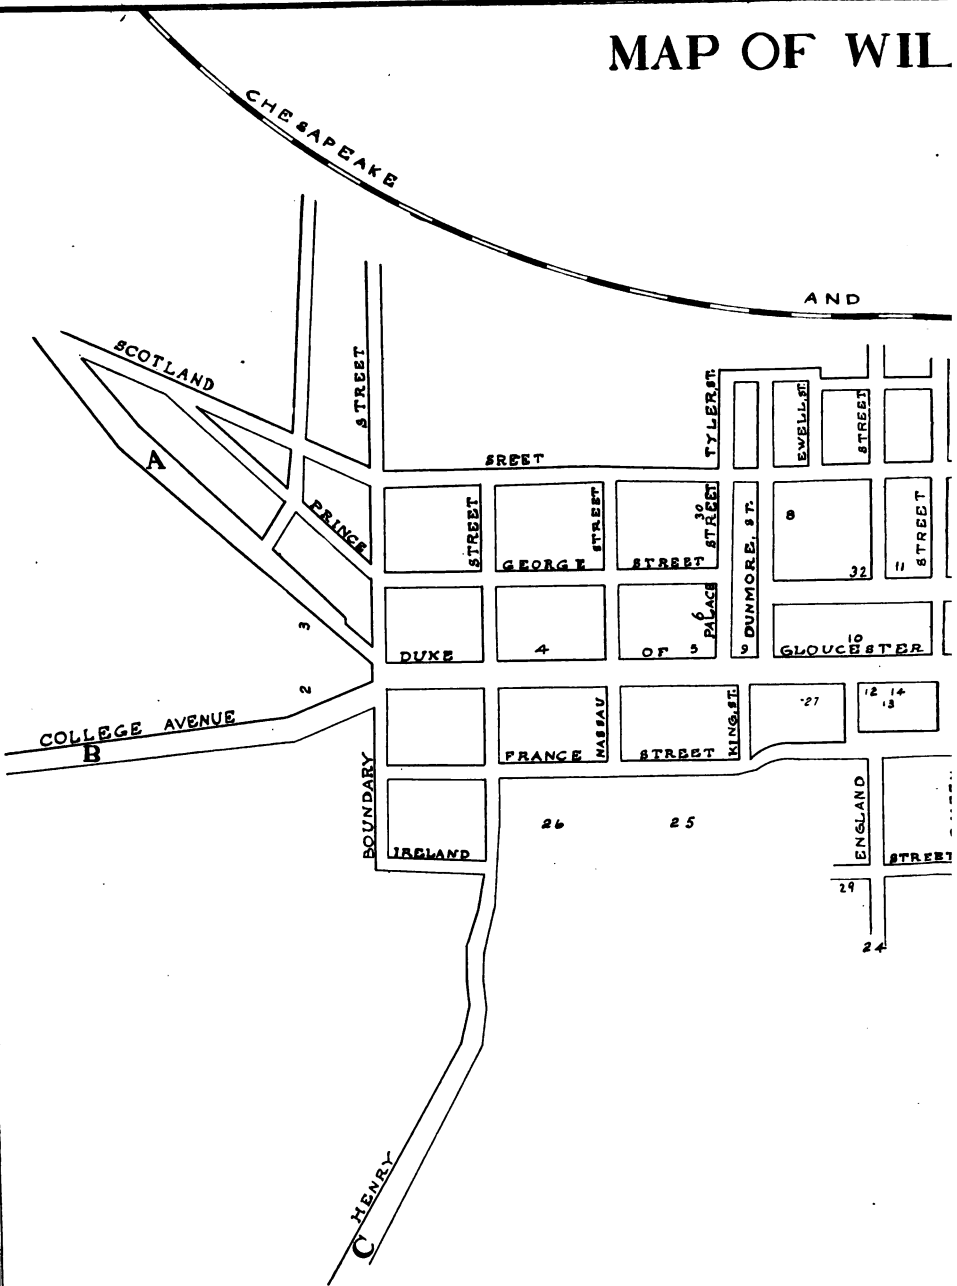 MAP OF WIL
CHESAPEAKE
AND
SCOTLAND
STREET
TYLER, ST.
EWELL, ST.
STREET
SREET
A
PRINCE
STREET
STREET
30
STREET
DUNMORE, ST.
8
STREET
GEORGE
STREET
32
11
3
6
PALACE
DUKE
4
OF
5
9
10
GLOUCESTER
2
COLLEGE AVENUE
B
NASSAU
KING, ST.
27
12 14
13
FRANCE
STREET
BOUNDARY
ENGLAND
26
25
IRELAND
STREET
29
24
HENRY
C